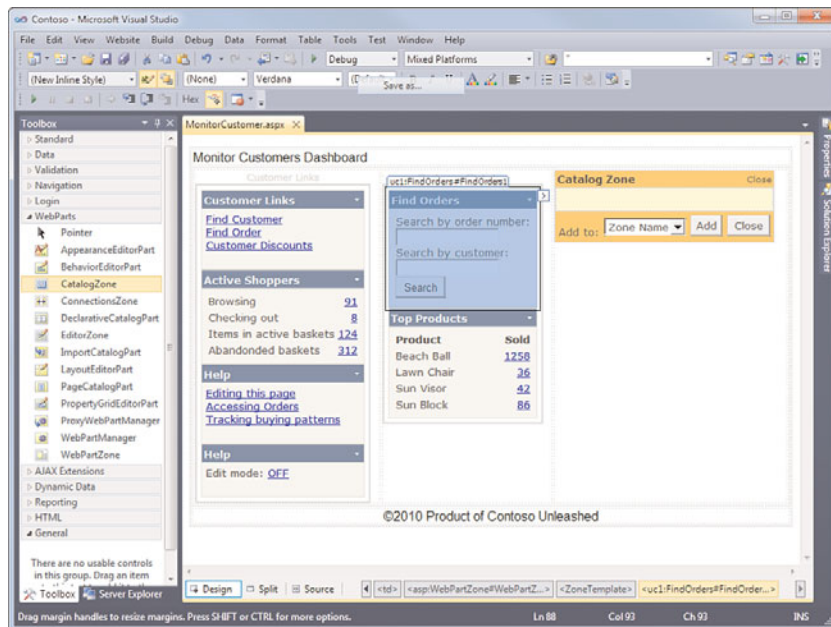 Contoso - Microsoft Visual Studio
File Edit View Website Build Debug Data Format Table Tools Test Window Help
Debug Mixed Platforms
(New Inline Style) (None) Verdana
Save as...
Hex
Toolbox
MonitorCustomer.aspx
Standard
Data
Validation
Navigation
Login
WebParts
Pointer
AppearanceEditorPart
BehaviorEditorPart
CatalogZone
ConnectionsZone
DeclarativeCatalogPart
EditorZone
ImportCatalogPart
LayoutEditorPart
PageCatalogPart
PropertyGridEditorPart
ProxyWebPartManager
WebPartManager
WebPartZone
AJAX Extensions
Dynamic Data
Reporting
HTML
General
There are no usable controls
in this group. Drag an item
Toolbox Server Explorer
Monitor Customers Dashboard
Customer Links
Customer Links
Find Customer
Find Order
Customer Discounts
Active Shoppers
Browsing 91
Checking out 8
Items in active baskets 124
Abandonded baskets 312
Help
Editing this page
Accessing Orders
Tracking buying patterns
Help
Edit mode: OFF
uc1:FindOrders#FindOrders1
Find Orders
Search by order number:
Search by customer:
Search
Top Products
Product Sold
Beach Ball 1258
Lawn Chair 36
Sun Visor 42
Sun Block 86
Catalog Zone Close
Add to: Zone Name Add Close
©2010 Product of Contoso Unleashed
Properties
Solution Explorer
Design Split Source <td> <asp:WebPartZone#WebPartZ...> <ZoneTemplate> <uc1:FindOrders#FindOrder...>
Drag margin handles to resize margins. Press SHIFT or CTRL for more options. Ln 88 Col 93 Ch 93 INS